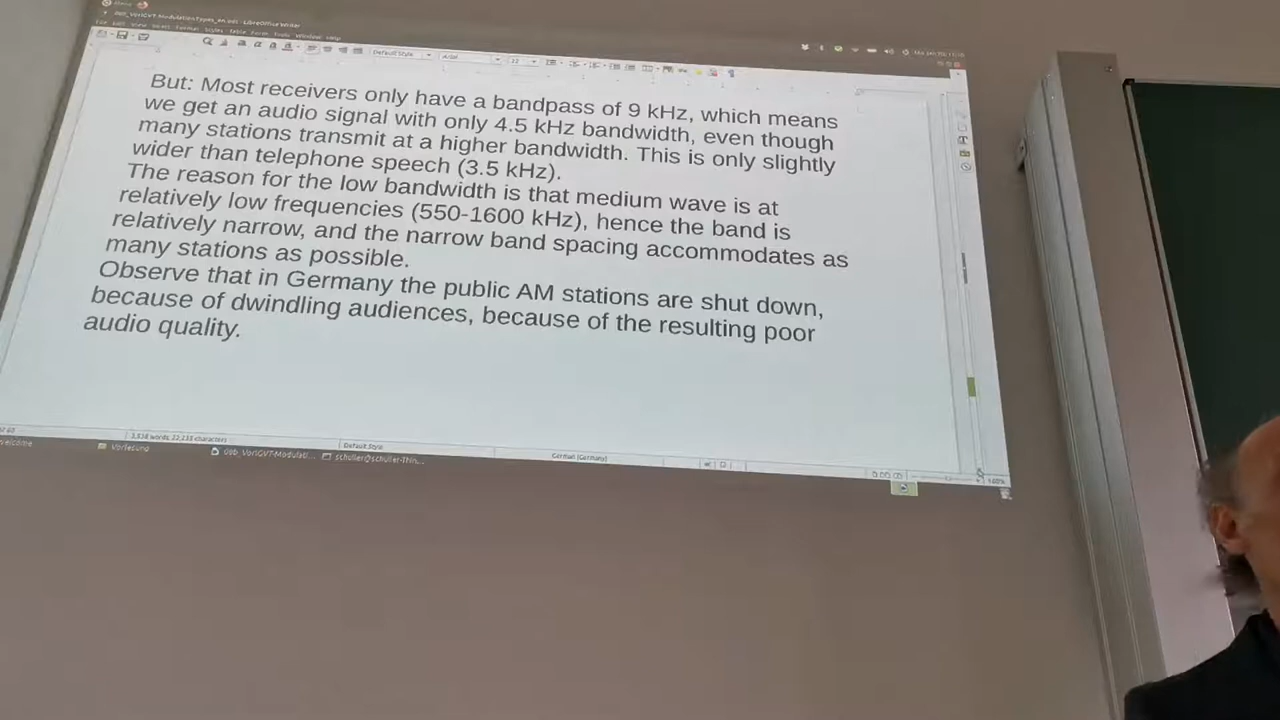 But: Most receivers only have a bandpass of 9 kHz, which means
we get an audio signal with only 4.5 kHz bandwidth, even though
many stations transmit at a higher bandwidth. This is only slightly
wider than telephone speech (3.5 kHz).
The reason for the low bandwidth is that medium wave is at
relatively low frequencies (550-1600 kHz), hence the band is
relatively narrow, and the narrow band spacing accommodates as
many stations as possible.
Observe that in Germany the public AM stations are shut down,
because of dwindling audiences, because of the resulting poor
audio quality.
Default Style
German (Germany)
Vorlesung